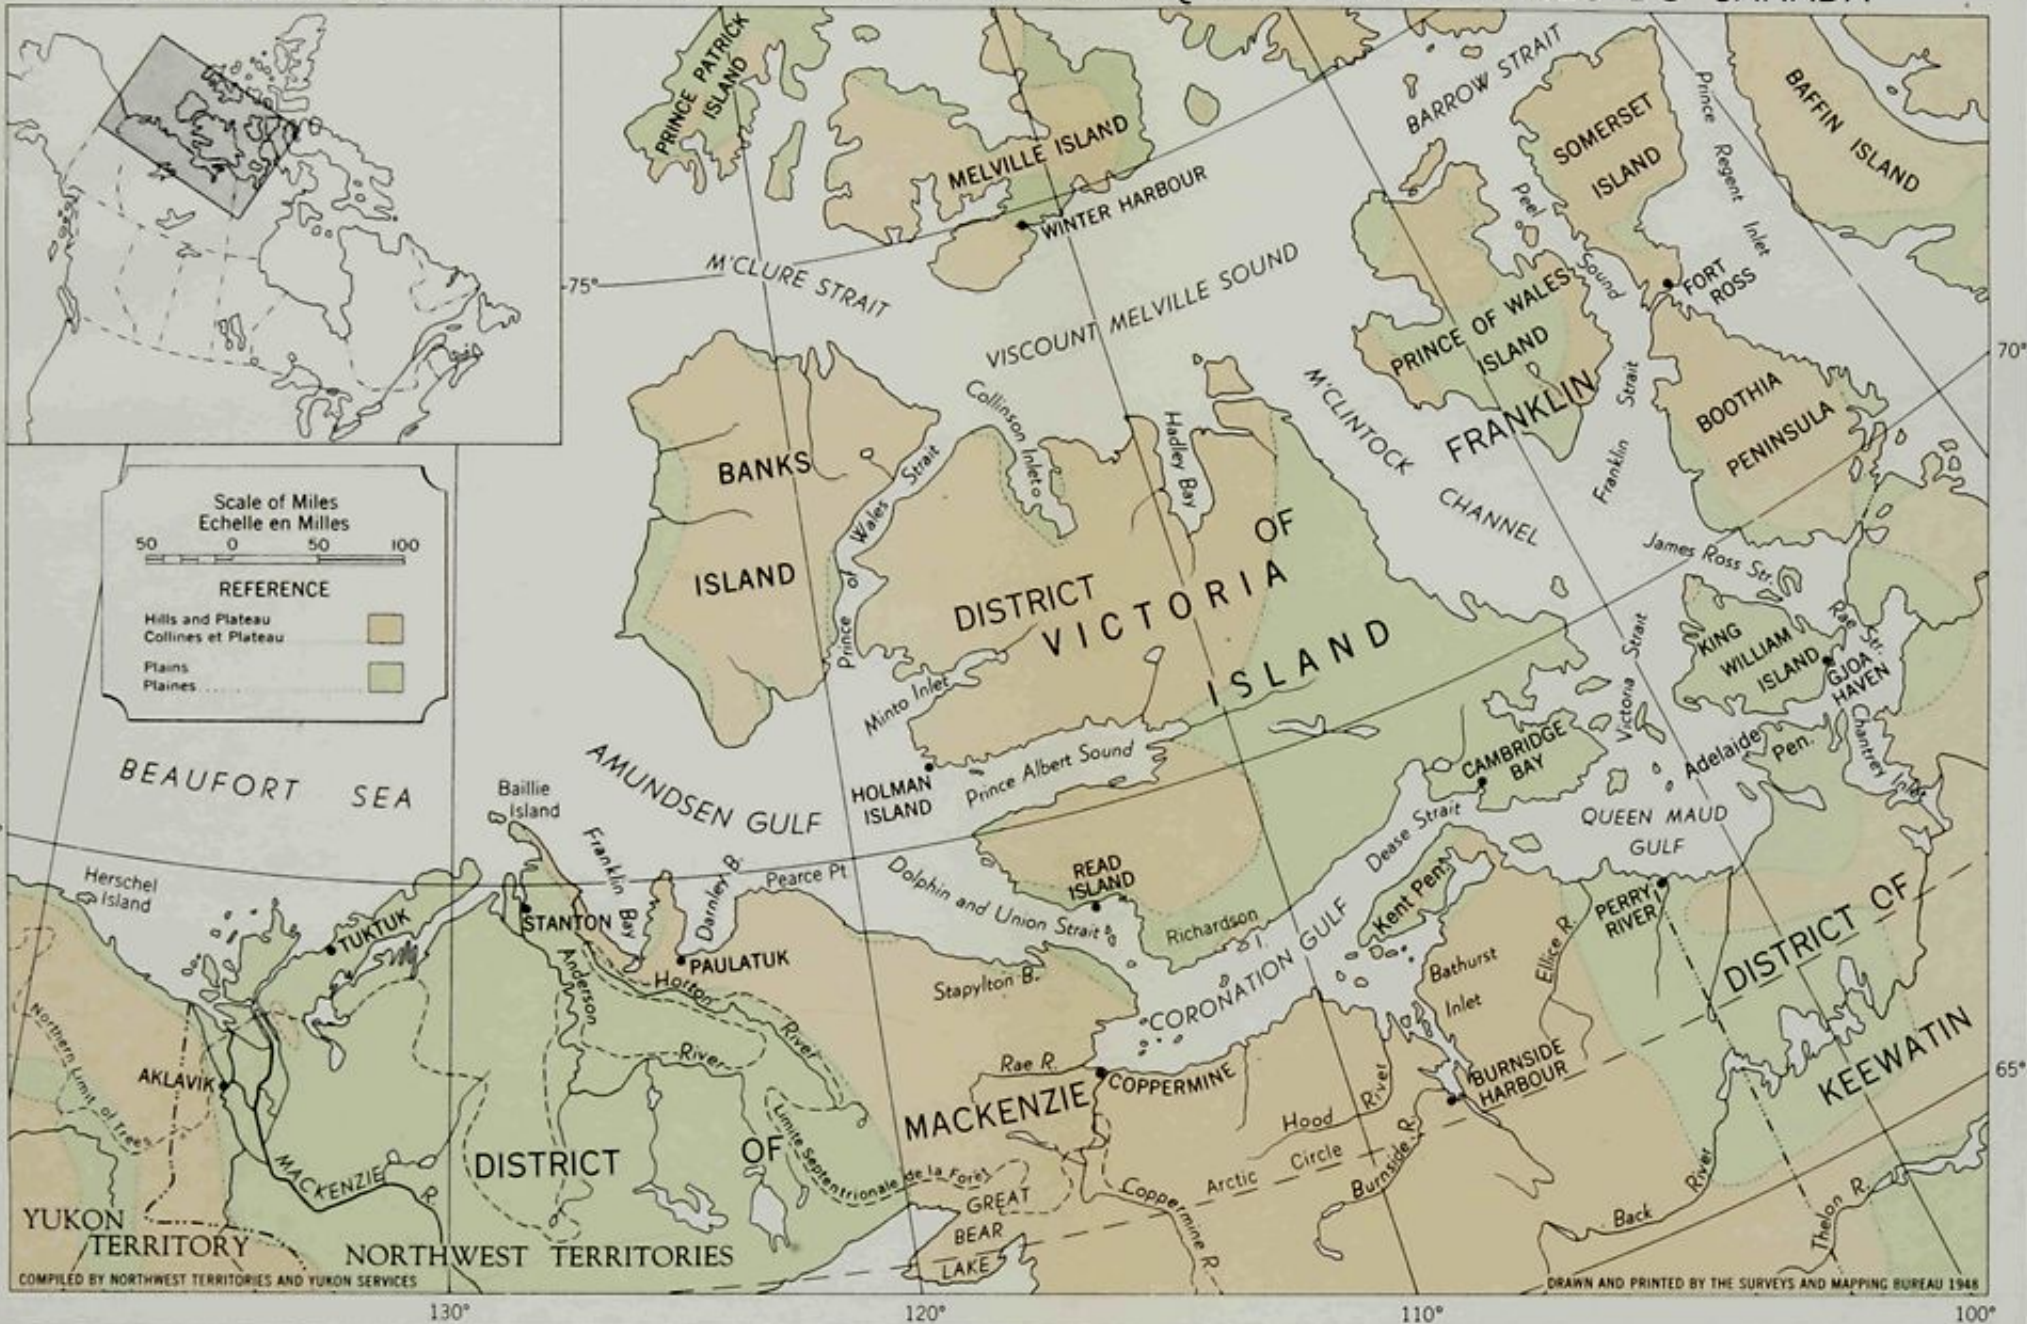 CANADA
PRINCE PATRICK
ISLAND
MELVILLE ISLAND
WINTER HARBOUR
BARROW STRAIT
SOMERSET
ISLAND
Prince Regent Inlet
BAFFIN ISLAND
Peel Sound
75°
M'CLURE STRAIT
VISCOUNT MELVILLE SOUND
FORT
ROSS
PRINCE OF WALES
ISLAND
70°
FRANKLIN
Franklin Strait
BOOTHIA
PENINSULA
M'CLINTOCK
CHANNEL
Collinson Inlet
Hadley Bay
BANKS
ISLAND
Prince of Wales Strait
Scale of Miles
Echelle en Milles
50 0 50 100
REFERENCE
Hills and Plateau
Collines et Plateau
Plains
Plaines
DISTRICT OF
VICTORIA
ISLAND
James Ross Str.
KING
WILLIAM
ISLAND
Rae Str.
GJOA
HAVEN
Victoria Strait
Minto Inlet
Prince Albert Sound
HOLMAN
ISLAND
CAMBRIDGE
BAY
Adelaide
Pen.
Chantrey Inlet
BEAUFORT SEA
AMUNDSEN GULF
Baillie
Island
QUEEN MAUD
GULF
Dease Strait
Herschel
Island
Franklin Bay
Darnley B.
Pearce Pt
Dolphin and Union Strait
READ
ISLAND
Richardson
I.
Kent Pen.
PERRY
RIVER
Ellice R.
DISTRICT OF
KEEWATIN
TUKTUK
STANTON
PAULATUK
Anderson
River
Horton
River
Stapylton B.
CORONATION GULF
Bathurst
Inlet
Northern Limit of Trees
AKLAVIK
Rae R.
COPPERMINE
BURNSIDE
HARBOUR
65°
MACKENZIE
Hood River
MACKENZIE R.
DISTRICT OF
Limite Septentrionale de la Forêt
Arctic Circle
Burnside R.
Coppermine R.
GREAT
BEAR
LAKE
Back River
Thelon R.
YUKON
TERRITORY
NORTHWEST TERRITORIES
COMPILED BY NORTHWEST TERRITORIES AND YUKON SERVICES
DRAWN AND PRINTED BY THE SURVEYS AND MAPPING BUREAU 1948
130° 120° 110° 100°